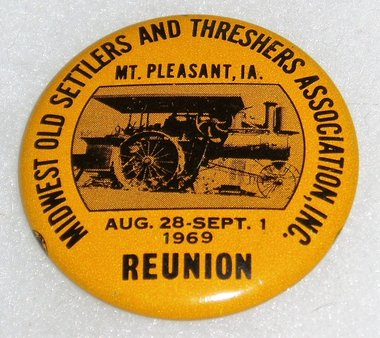 MIDWEST OLD SETTLERS AND THRESHERS ASSOCIATION, INC.
MT. PLEASANT, IA.
AUG. 28-SEPT. 1
1969
REUNION